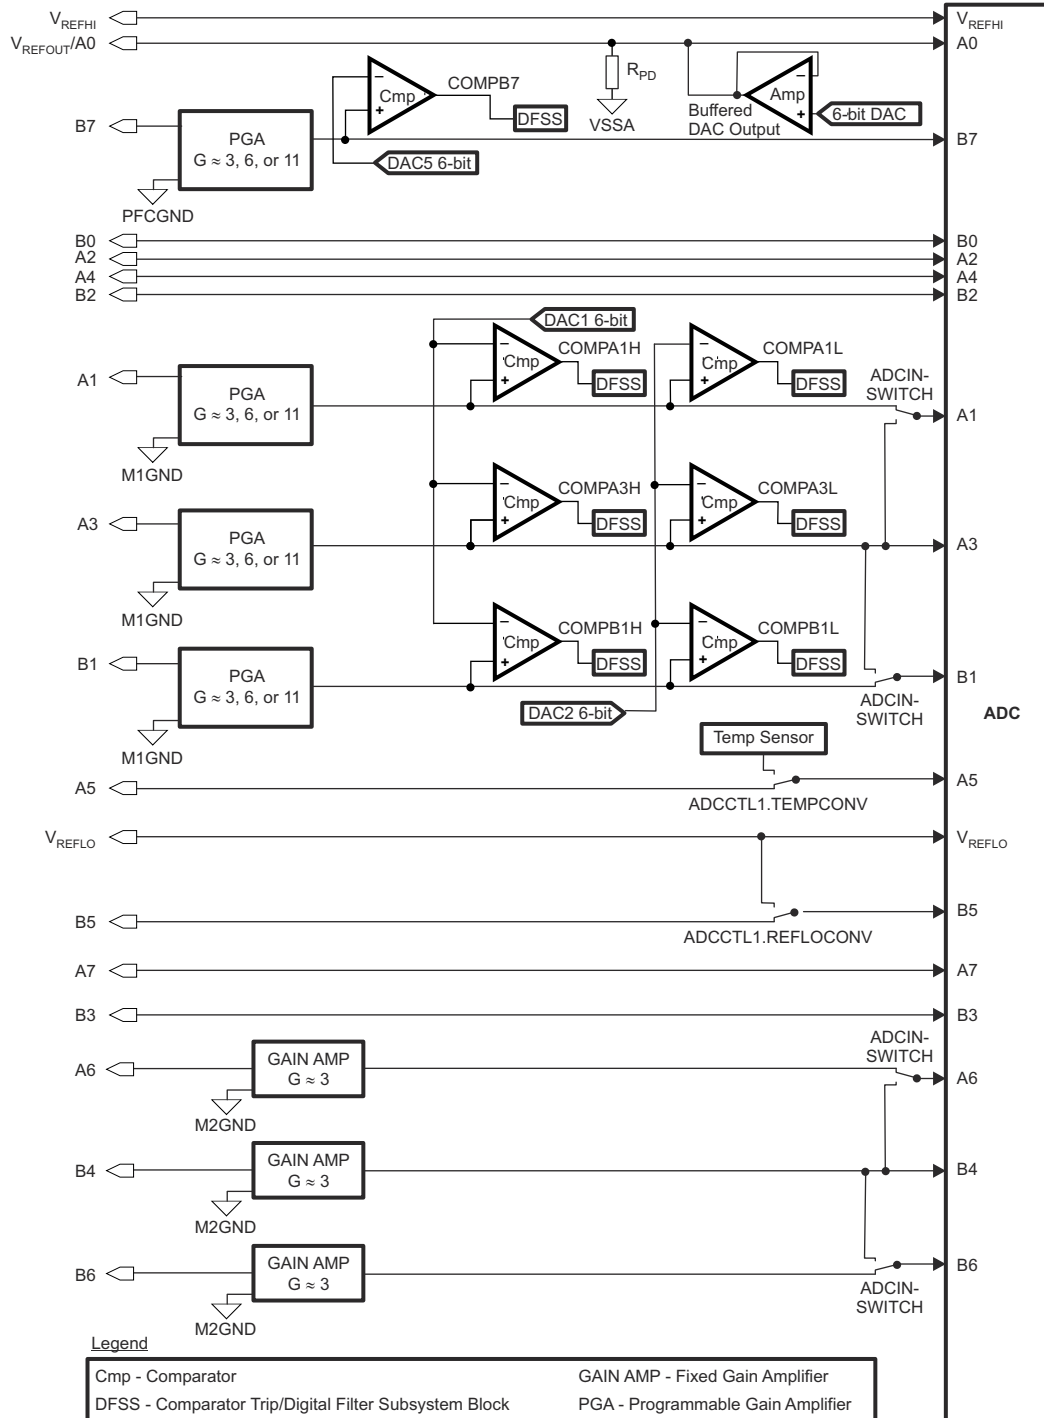 VREFHI
VREFHI
VREFOUT/A0
A0
RPD
VSSA
Cmp
COMPB7
DFSS
Amp
Buffered
DAC Output
6-bit DAC
B7
PGA
G ≈ 3, 6, or 11
DAC5 6-bit
B7
PFCGND
B0
B0
A2
A2
A4
A4
B2
B2
DAC1 6-bit
A1
PGA
G ≈ 3, 6, or 11
Cmp
COMPA1H
DFSS
Cmp
COMPA1L
DFSS
ADCIN-
SWITCH
A1
M1GND
A3
PGA
G ≈ 3, 6, or 11
Cmp
COMPA3H
DFSS
Cmp
COMPA3L
DFSS
A3
M1GND
B1
PGA
G ≈ 3, 6, or 11
Cmp
COMPB1H
DFSS
Cmp
COMPB1L
DFSS
B1
ADCIN-
SWITCH
DAC2 6-bit
M1GND
ADC
Temp Sensor
A5
A5
ADCCTL1.TEMPCONV
VREFLO
VREFLO
B5
B5
ADCCTL1.REFLOCONV
A7
A7
B3
B3
ADCIN-
SWITCH
A6
GAIN AMP
G ≈ 3
A6
M2GND
B4
GAIN AMP
G ≈ 3
B4
M2GND
B6
GAIN AMP
G ≈ 3
B6
ADCIN-
SWITCH
M2GND
Legend
Cmp - Comparator
GAIN AMP - Fixed Gain Amplifier
DFSS - Comparator Trip/Digital Filter Subsystem Block
PGA - Programmable Gain Amplifier